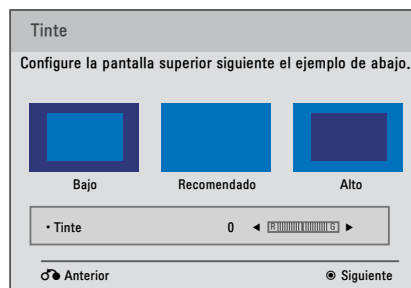 Tinte
Configure la pantalla superior siguiente el ejemplo de abajo.
Bajo Recomendado Alto
• Tinte 0 ◄ R G ►
Anterior ◉ Siguiente